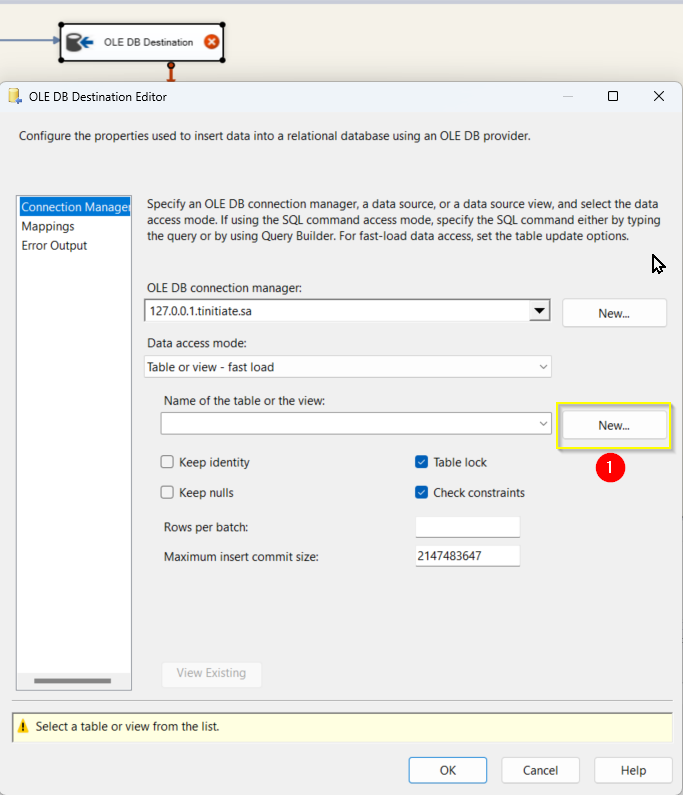 OLE DB Destination
OLE DB Destination Editor
Configure the properties used to insert data into a relational database using an OLE DB provider.
Connection Manager
Mappings
Error Output
Specify an OLE DB connection manager, a data source, or a data source view, and select the data
access mode. If using the SQL command access mode, specify the SQL command either by typing
the query or by using Query Builder. For fast-load data access, set the table update options.
OLE DB connection manager:
127.0.0.1.tinitiate.sa
New...
Data access mode:
Table or view - fast load
Name of the table or the view:
New...
1
Keep identity
Table lock
Keep nulls
Check constraints
Rows per batch:
Maximum insert commit size:
2147483647
View Existing
Select a table or view from the list.
OK
Cancel
Help